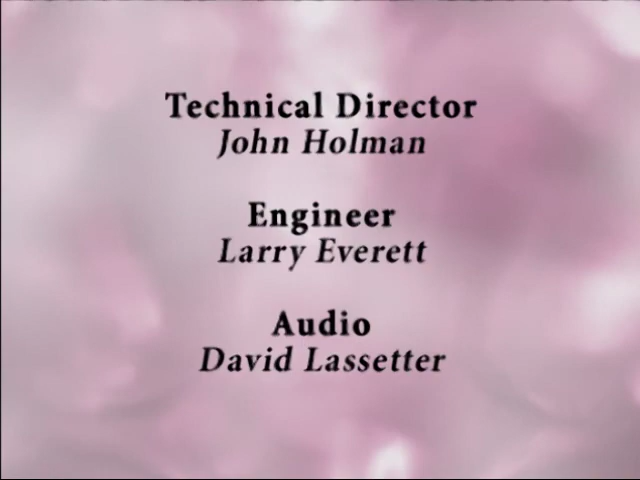 Technical Director
John Holman
Engineer
Larry Everett
Audio
David Lassetter